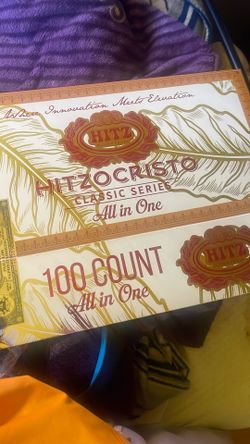 Where Innovation Meets Elevation
HITZ
HITZOCRISTO
CLASSIC SERIES
All in One
HITZ
100 COUNT
All in One